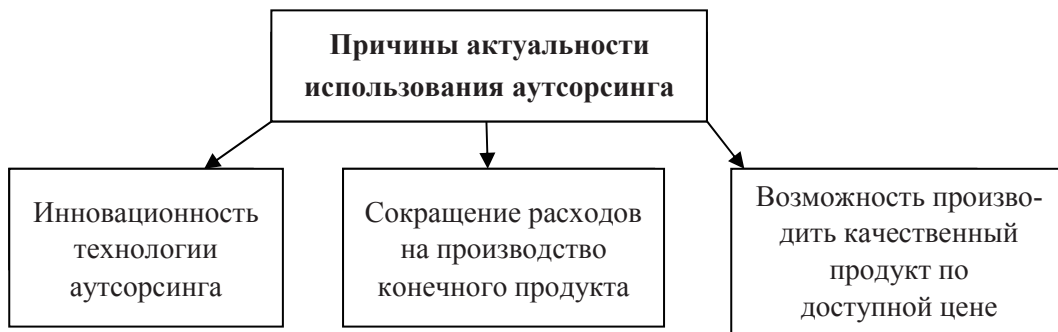 Причины актуальности
использования аутсорсинга
Инновационность
технологии
аутсорсинга
Сокращение расходов
на производство
конечного продукта
Возможность произво-
дить качественный
продукт по
доступной цене